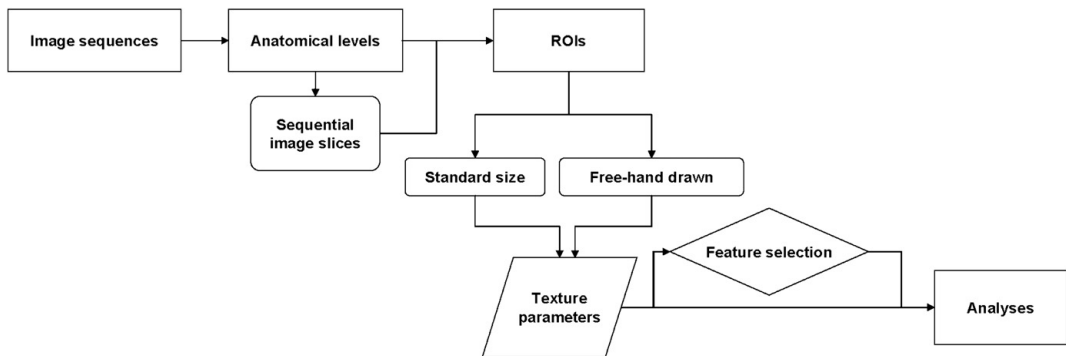 Image sequences
Anatomical levels
ROIs
Sequential
image slices
Standard size
Free-hand drawn
Feature selection
Texture
parameters
Analyses